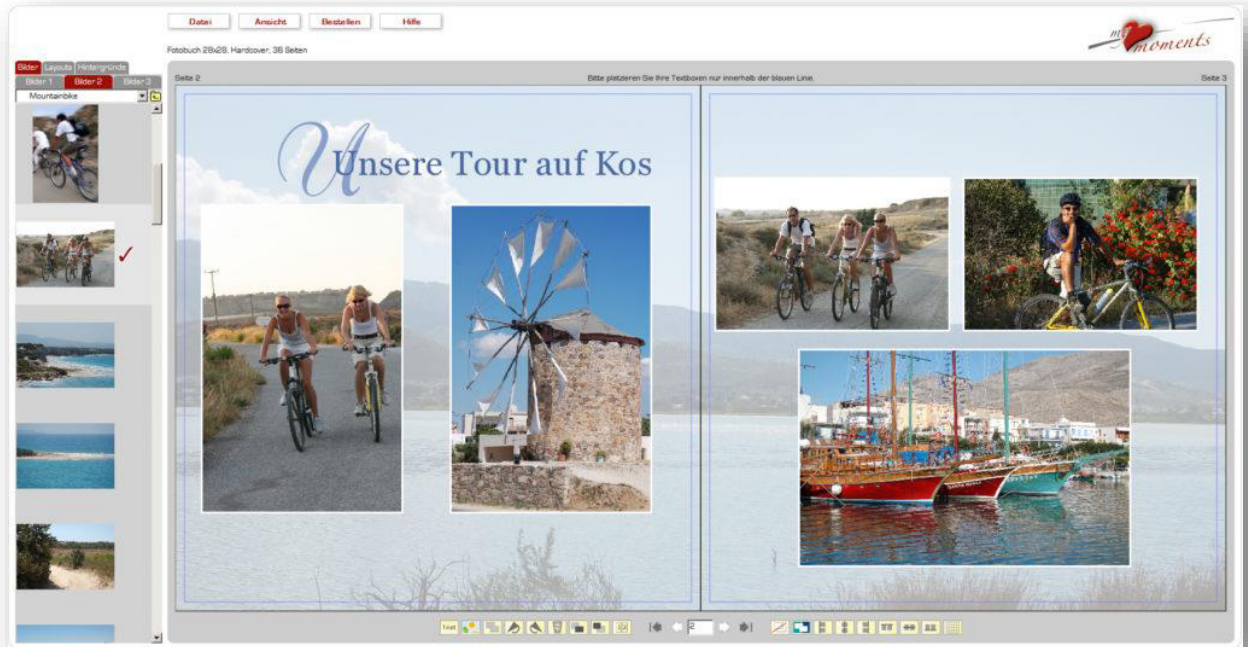 Datei Ansicht Bestellen Hilfe
my moments
Fotobuch 28x28, Hardcover, 36 Seiten
Bilder Layouts Hintergründe
Bilder 1 Bilder 2 Bilder 3
Mountainbike
Seite 2 Bitte platzieren Sie Ihre Textboxen nur innerhalb der blauen Linie. Seite 3
Unsere Tour auf Kos
Text 2